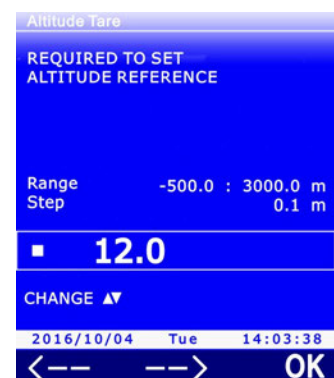 Altitude Tare
REQUIRED TO SET
ALTITUDE REFERENCE
Range -500.0 : 3000.0 m
Step 0.1 m
12.0
CHANGE ▲▼
2016/10/04 Tue 14:03:38
<-- --> OK